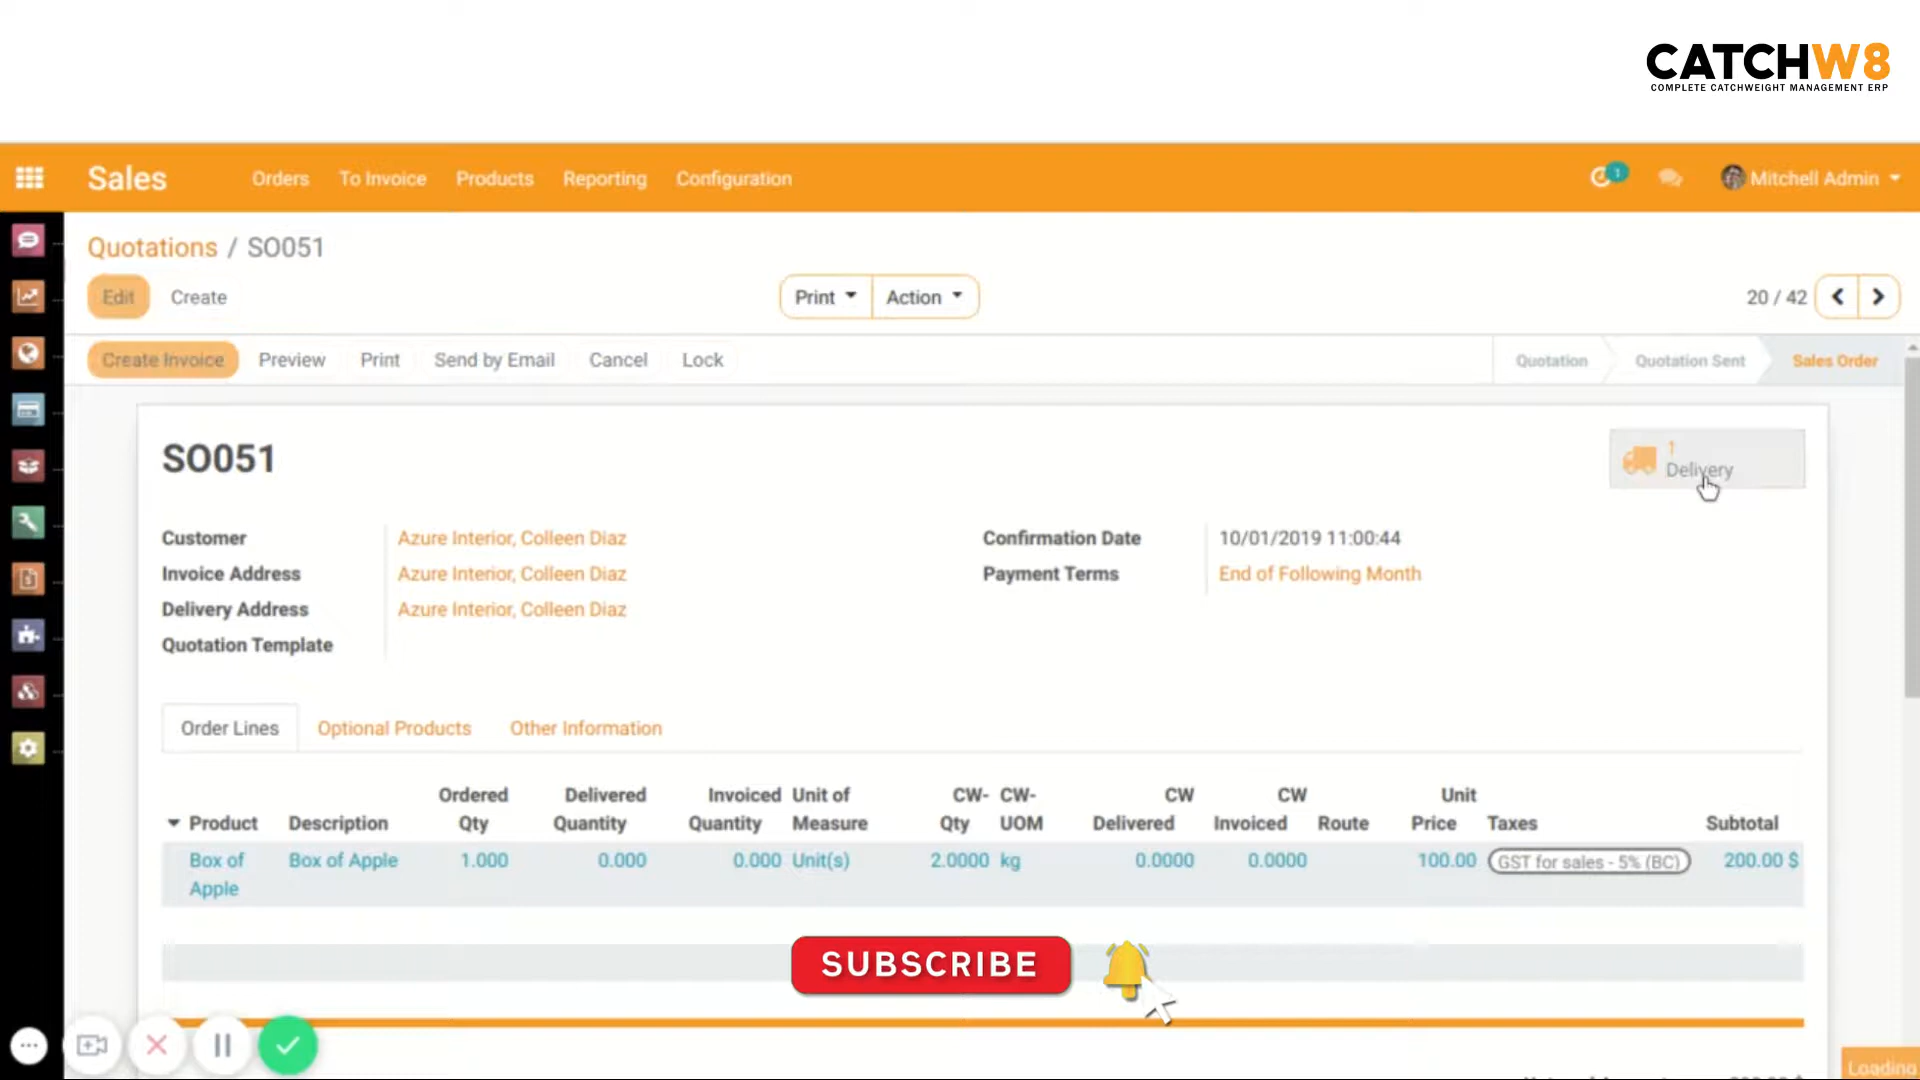 CATCHW8
COMPLETE CATCHWEIGHT MANAGEMENT ERP
Sales Orders To Invoice Products Reporting Configuration 1 Mitchell Admin
Quotations / SO051
Edit Create Print Action 20 / 42
Create Invoice Preview Print Send by Email Cancel Lock Quotation Quotation Sent Sales Order
SO051
1
Delivery
Customer Azure Interior, Colleen Diaz Confirmation Date 10/01/2019 11:00:44
Invoice Address Azure Interior, Colleen Diaz Payment Terms End of Following Month
Delivery Address Azure Interior, Colleen Diaz
Quotation Template
Order Lines Optional Products Other Information
Ordered Delivered Invoiced Unit of CW- CW- CW CW Unit
Product Description Qty Quantity Quantity Measure Qty UOM Delivered Invoiced Route Price Taxes Subtotal
Box of Box of Apple 1.000 0.000 0.000 Unit(s) 2.0000 kg 0.0000 0.0000 100.00 GST for sales - 5% (BC) 200.00 $
Apple
SUBSCRIBE
Loading